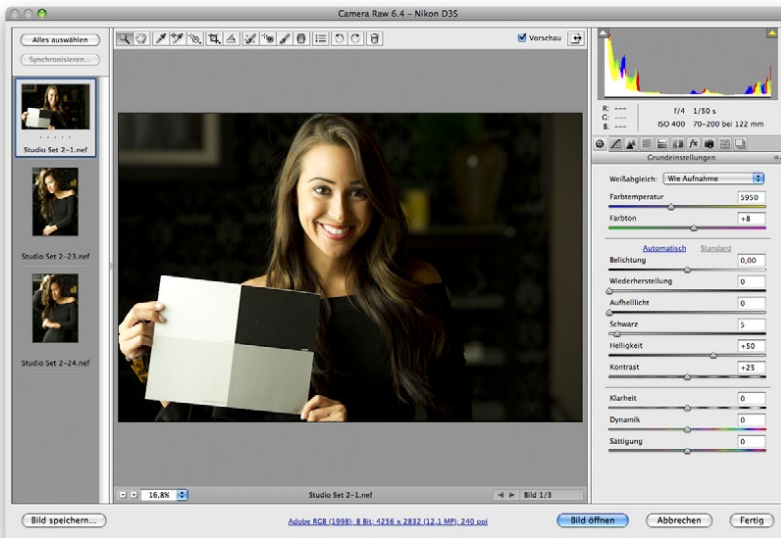 Camera Raw 6.4 – Nikon D3S
Alles auswählen
Synchronisieren...
Studio Set 2-1.nef
Studio Set 2-23.nef
Studio Set 2-24.nef
Vorschau
16,8%
Studio Set 2-1.nef
Bild 1/3
R: ---
G: ---
B: ---
f/4 1/50 s
ISO 400 70-200 bei 122 mm
fx
Grundeinstellungen
Weißabgleich: Wie Aufnahme
Farbtemperatur 5950
Farbton +8
Automatisch Standard
Belichtung 0,00
Wiederherstellung 0
Aufhelllicht 0
Schwarz 5
Helligkeit +50
Kontrast +25
Klarheit 0
Dynamik 0
Sättigung 0
Bild speichern...
Adobe RGB (1998); 8 Bit; 4256 x 2832 (12,1 MP); 240 ppi
Bild öffnen
Abbrechen
Fertig